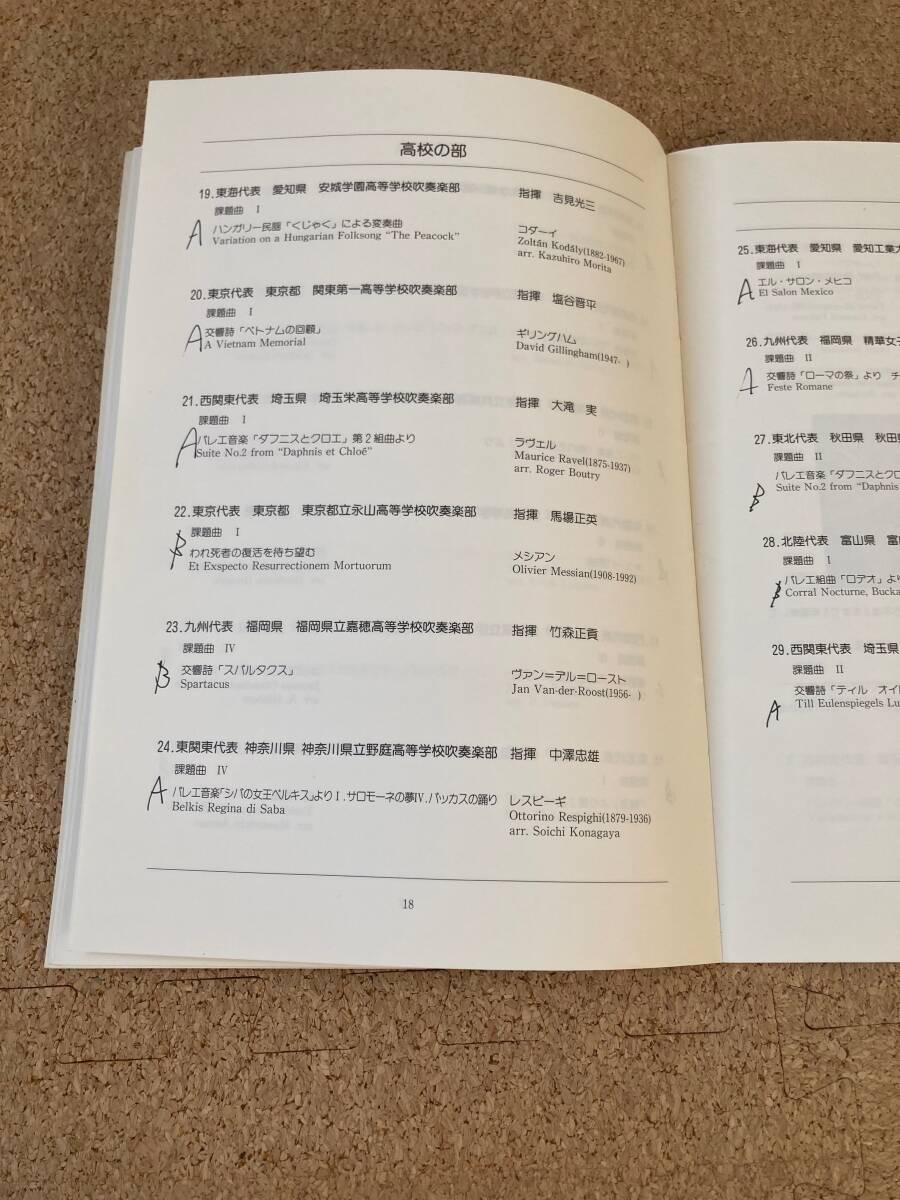 高校の部
19.東海代表 愛知県 安城学園高等学校吹奏楽部 指揮 吉見光三
課題曲 I
A ハンガリー民謡「くじゃく」による変奏曲 コダーイ
Variation on a Hungarian Folksong “The Peacock” Zoltán Kodály(1882-1967)
arr. Kazuhiro Morita
20.東京代表 東京都 関東第一高等学校吹奏楽部 指揮 塩谷晋平
課題曲 I
A 交響詩「ベトナムの回顧」 ギリングハム
A Vietnam Memorial David Gillingham(1947- )
21.西関東代表 埼玉県 埼玉栄高等学校吹奏楽部 指揮 大滝 実
課題曲 I
A バレエ音楽「ダフニスとクロエ」第2組曲より ラヴェル
Suite No.2 from “Daphnis et Chloé” Maurice Ravel(1875-1937)
arr. Roger Boutry
22.東京代表 東京都 東京都立永山高等学校吹奏楽部 指揮 馬場正英
課題曲 I
B われ死者の復活を待ち望む メシアン
Et Exspecto Resurrectionem Mortuorum Olivier Messian(1908-1992)
23.九州代表 福岡県 福岡県立嘉穂高等学校吹奏楽部 指揮 竹森正貢
課題曲 IV
B 交響詩「スパルタクス」 ヴァン=デル=ロースト
Spartacus Jan Van-der-Roost(1956- )
24.東関東代表 神奈川県 神奈川県立野庭高等学校吹奏楽部 指揮 中澤忠雄
課題曲 IV
A バレエ音楽「シバの女王ベルキス」よりI.サロモーネの夢IV.バッカスの踊り レスピーギ
Belkis Regina di Saba Ottorino Respighi(1879-1936)
arr. Soichi Konagaya
18
25.東海代表 愛知県 愛知工業
課題曲 I
A エル・サロン・メヒコ
El Salon Mexico
26.九州代表 福岡県 精華女
課題曲 II
A 交響詩「ローマの祭」より チ
Feste Romane
27.東北代表 秋田県 秋田
課題曲 II
B バレエ音楽「ダフニスとクロ
Suite No.2 from “Daphnis
28.北陸代表 富山県 富
課題曲 I
B バレエ組曲「ロデオ」より
Corral Nocturne, Bucka
29.西関東代表 埼玉県
課題曲 II
A 交響詩「ティル オイ
Till Eulenspiegels Lu